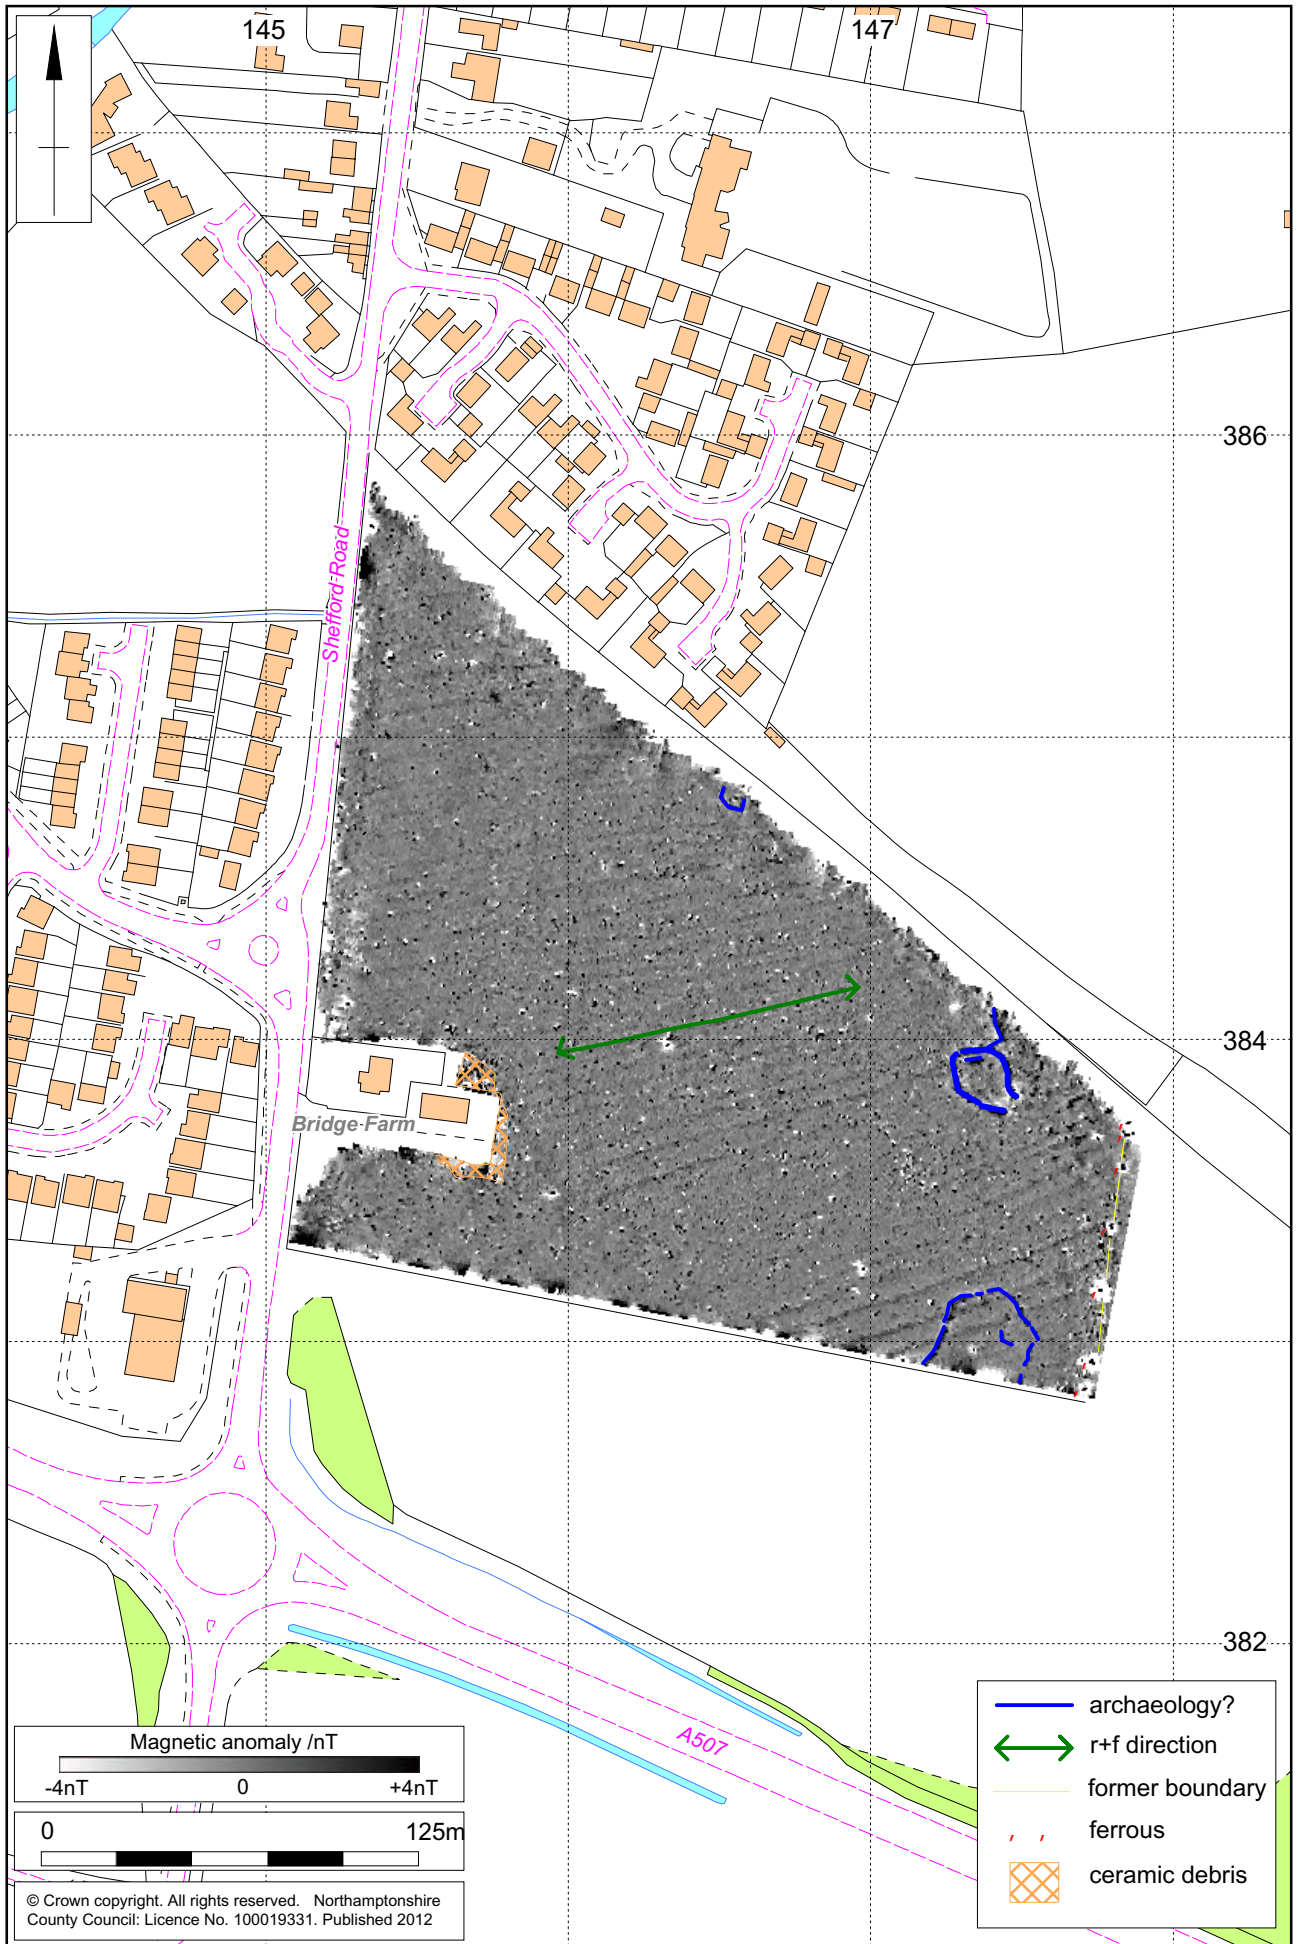 145
147
386
Shefford Road
384
Bridge Farm
382
A507
archaeology?
r+f direction
former boundary
ferrous
ceramic debris
Magnetic anomaly /nT
-4nT 0 +4nT
0 125m
© Crown copyright. All rights reserved. Northamptonshire
County Council: Licence No. 100019331. Published 2012